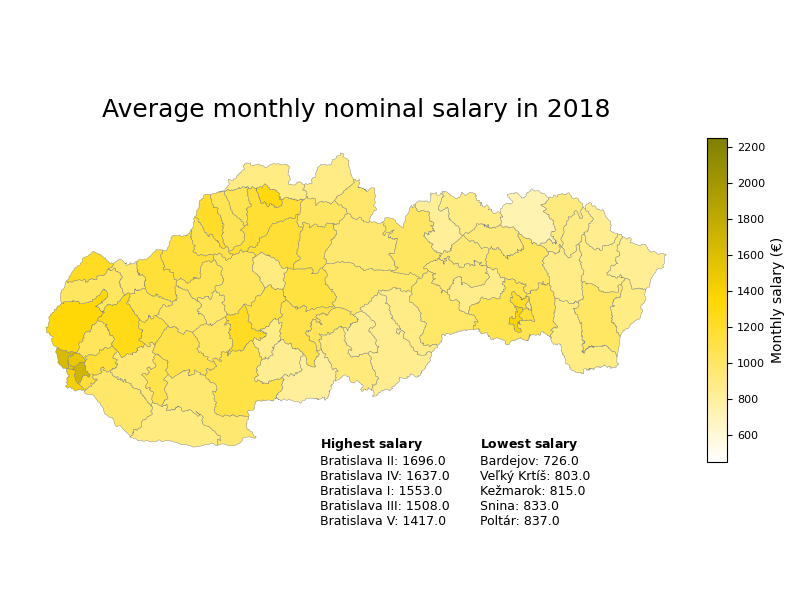 Average monthly nominal salary in 2018
2200
2000
1800
1600
1400
1200
1000
800
600
Monthly salary (€)
Highest salary
Bratislava II: 1696.0
Bratislava IV: 1637.0
Bratislava I: 1553.0
Bratislava III: 1508.0
Bratislava V: 1417.0
Lowest salary
Bardejov: 726.0
Veľký Krtíš: 803.0
Kežmarok: 815.0
Snina: 833.0
Poltár: 837.0